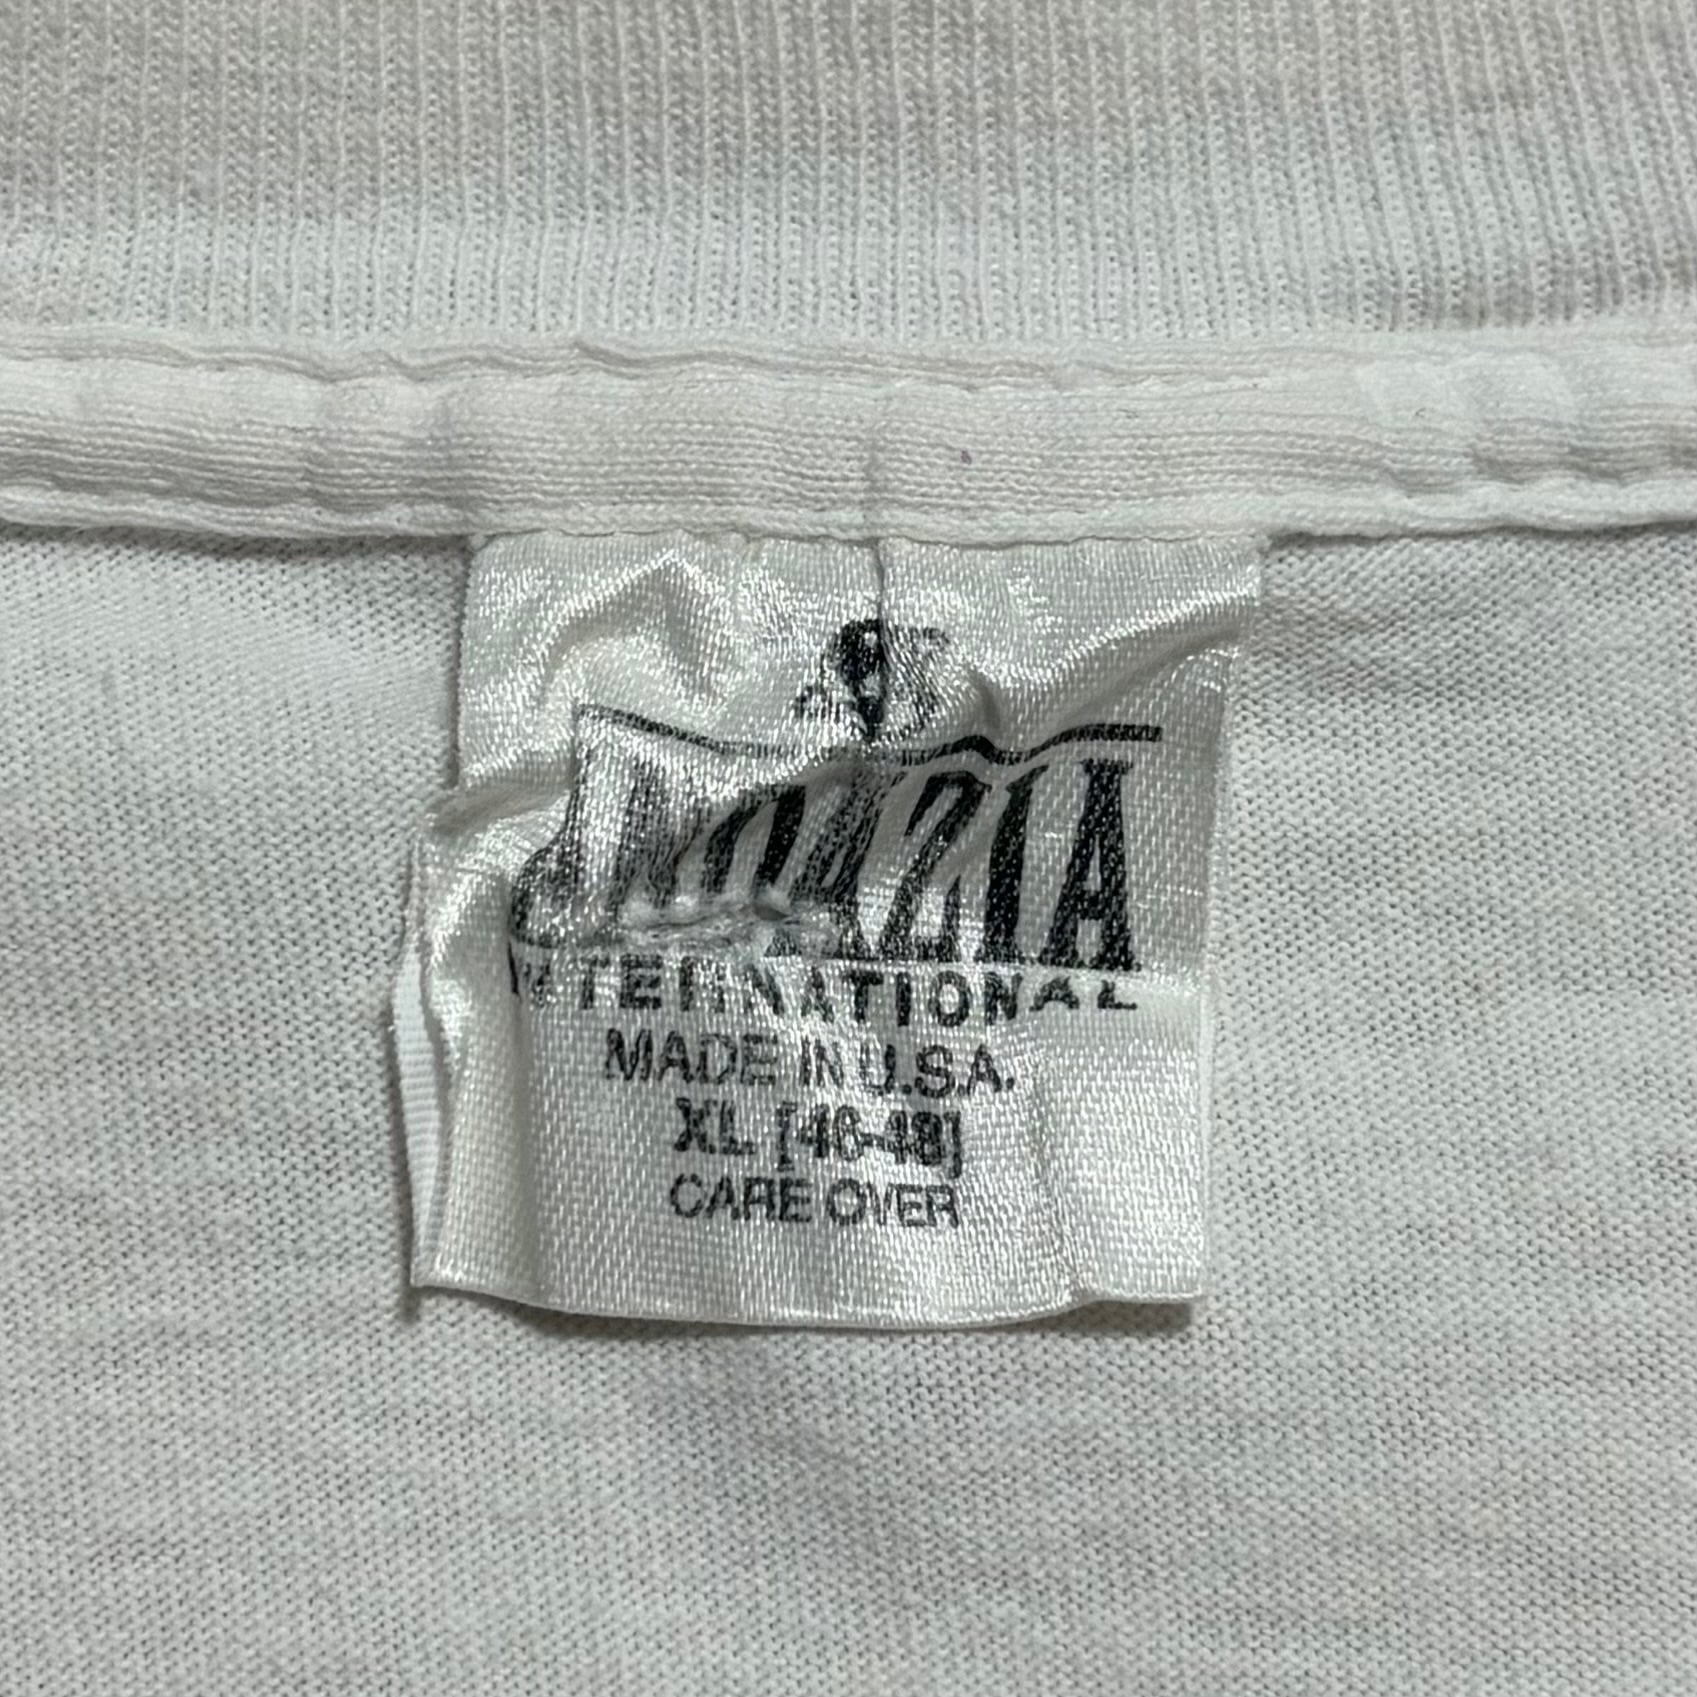 INTERNATIONAL
MADE IN U.S.A.
XL [46-48]
CARE OVER